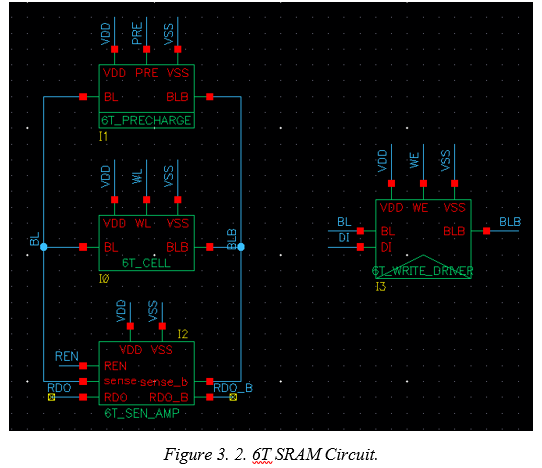 VDD PRE VSS
VDD PRE VSS
BL BLB
6T_PRECHARGE
I1
VDD WL VSS
VDD WL VSS
BL BL BLB BLB
6T_CELL
I0
VDD VSS
I2
VDD VSS
REN REN
sense sense_b
RDO RDO RDO_B RDO_B
6T_SEN_AMP
VDD WE VSS
VDD WE VSS
BL BL BLB BLB
DI DI
6T_WRITE_DRIVER
I3
Figure 3. 2. 6T SRAM Circuit.